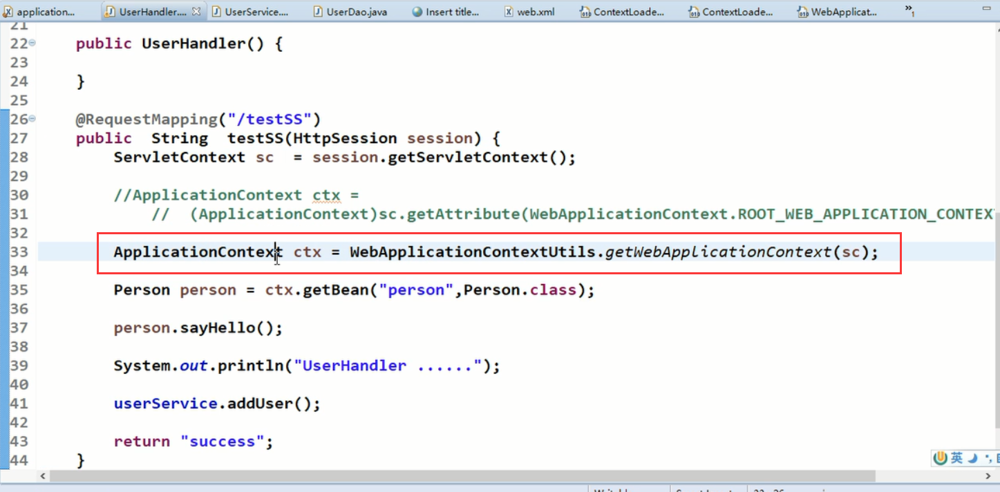 application... UserHandler.... UserService.... UserDao.java Insert title... web.xml ContextLoade... ContextLoade... WebApplicat... »1
21
22 public UserHandler() {
23
24 }
25
26 @RequestMapping("/testSS")
27 public String testSS(HttpSession session) {
28 ServletContext sc = session.getServletContext();
29
30 //ApplicationContext ctx =
31 // (ApplicationContext)sc.getAttribute(WebApplicationContext.ROOT_WEB_APPLICATION_CONTEX
32
33 ApplicationContext ctx = WebApplicationContextUtils.getWebApplicationContext(sc);
34
35 Person person = ctx.getBean("person",Person.class);
36
37 person.sayHello();
38
39 System.out.println("UserHandler ......");
40
41 userService.addUser();
42
43 return "success";
44 }
英